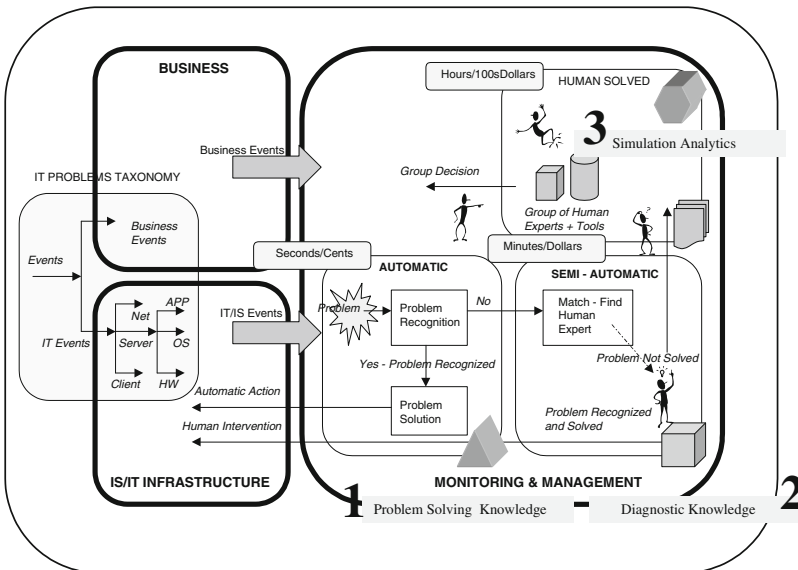 BUSINESS
Hours/100sDollars
HUMAN SOLVED
3 Simulation Analytics
Business Events
IT PROBLEMS TAXONOMY
Group Decision
Group of Human
Experts + Tools
Business
Events
Events
Seconds/Cents
Minutes/Dollars
AUTOMATIC
SEMI - AUTOMATIC
IT/IS Events
Problem
Problem
Recognition
No
Match - Find
Human
Expert
APP
Net
IT Events
Server
OS
Client
HW
Yes - Problem Recognized
Problem Not Solved
Automatic Action
Problem
Solution
Human Intervention
Problem Recognized
and Solved
IS/IT INFRASTRUCTURE
MONITORING & MANAGEMENT
1 Problem Solving Knowledge
Diagnostic Knowledge 2